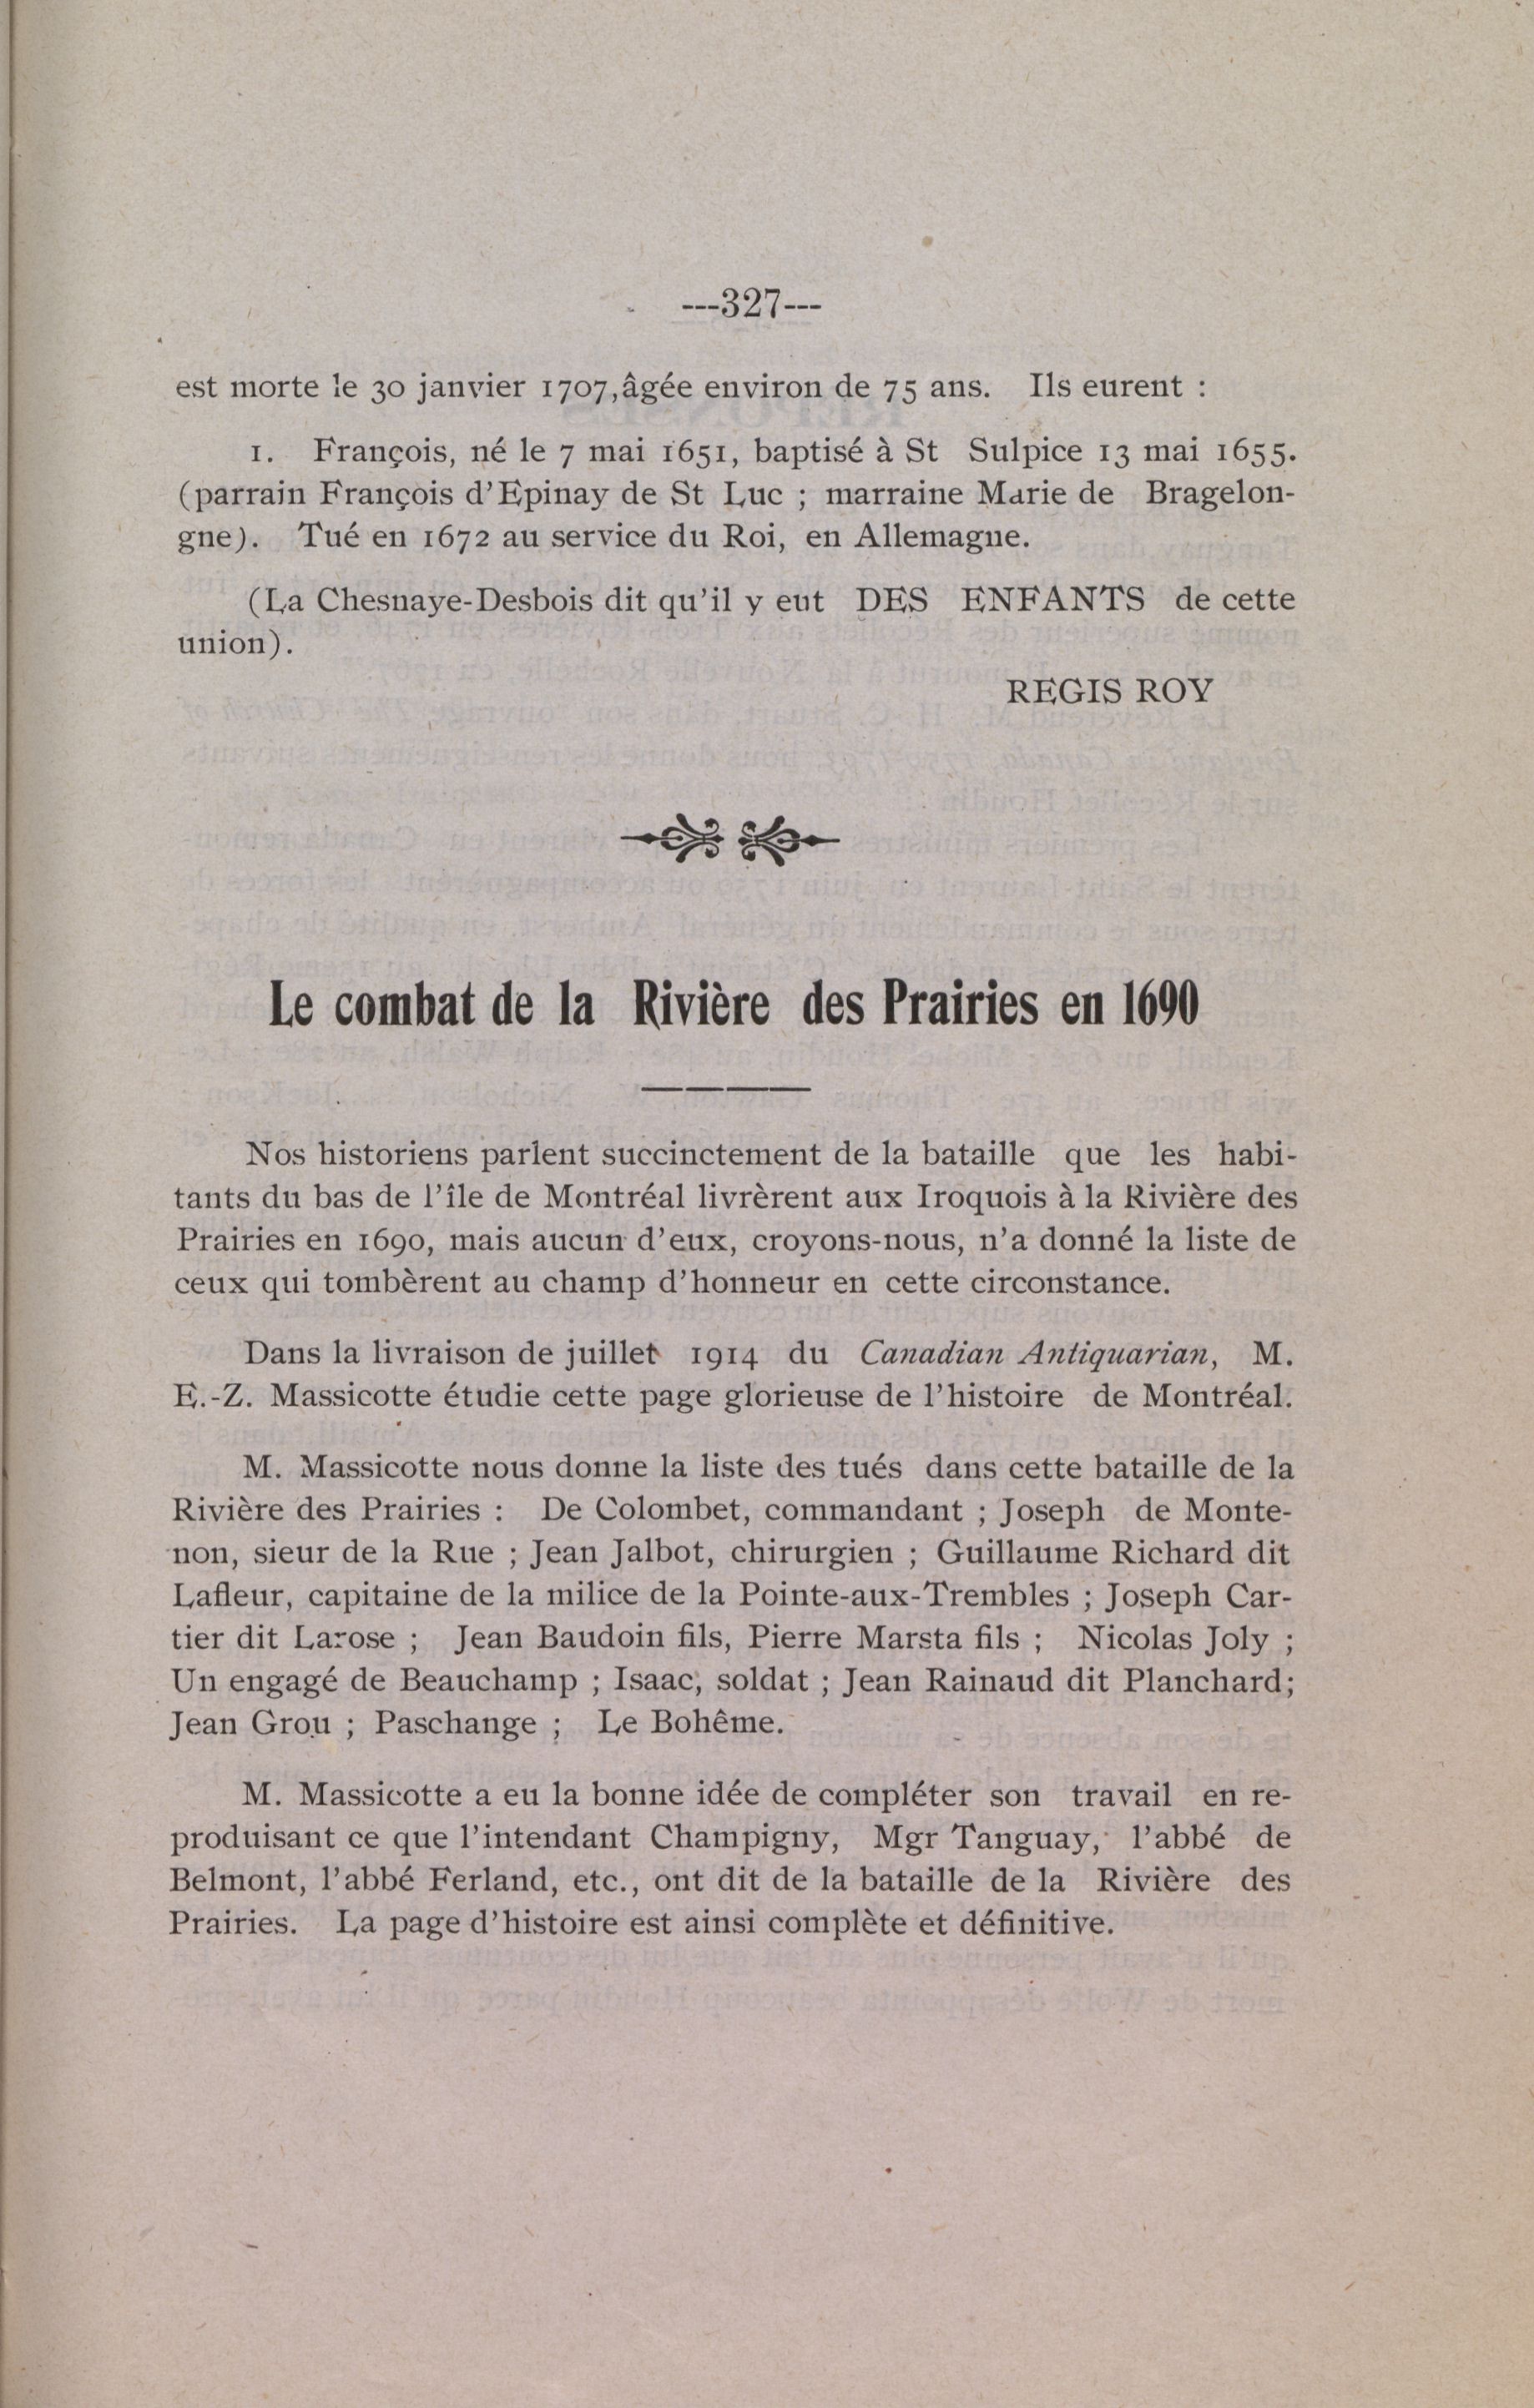 ---327---
est morte le 30 janvier 1707, âgée environ de 75 ans. Ils eurent :
1. François, né le 7 mai 1651, baptisé à St Sulpice 13 mai 1655.
(parrain François d'Epinay de St Luc ; marraine Marie de Bragelon-
gne). Tué en 1672 au service du Roi, en Allemagne.
(La Chesnaye-Desbois dit qu'il y eut DES ENFANTS de cette
union).
REGIS ROY
Le combat de la Rivière des Prairies en 1690
Nos historiens parlent succinctement de la bataille que les habi-
tants du bas de l'île de Montréal livrèrent aux Iroquois à la Rivière des
Prairies en 1690, mais aucun d'eux, croyons-nous, n'a donné la liste de
ceux qui tombèrent au champ d'honneur en cette circonstance.
Dans la livraison de juillet 1914 du Canadian Antiquarian, M.
E.-Z. Massicotte étudie cette page glorieuse de l'histoire de Montréal.
M. Massicotte nous donne la liste des tués dans cette bataille de la
Rivière des Prairies : De Colombet, commandant ; Joseph de Monte-
non, sieur de la Rue ; Jean Jalbot, chirurgien ; Guillaume Richard dit
Lafleur, capitaine de la milice de la Pointe-aux-Trembles ; Joseph Car-
tier dit Larose ; Jean Baudoin fils, Pierre Marsta fils ; Nicolas Joly ;
Un engagé de Beauchamp ; Isaac, soldat ; Jean Rainaud dit Planchard;
Jean Grou ; Paschange ; Le Bohême.
M. Massicotte a eu la bonne idée de compléter son travail en re-
produisant ce que l'intendant Champigny, Mgr Tanguay, l'abbé de
Belmont, l'abbé Ferland, etc., ont dit de la bataille de la Rivière des
Prairies. La page d'histoire est ainsi complète et définitive.